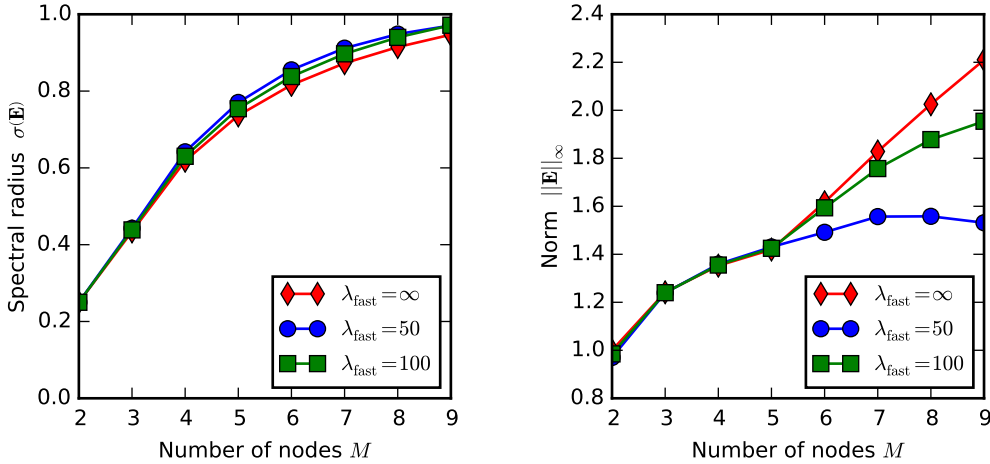 1.0
0.8
0.6
0.4
0.2
0.0
Spectral radius σ(E)
2 3 4 5 6 7 8 9
Number of nodes M
λfast=∞
λfast=50
λfast=100
2.2
2.0
1.8
1.6
1.4
1.2
1.0
0.8
Norm ||E||∞
2 3 4 5 6 7 8 9
Number of nodes M
λfast=∞
λfast=50
λfast=100